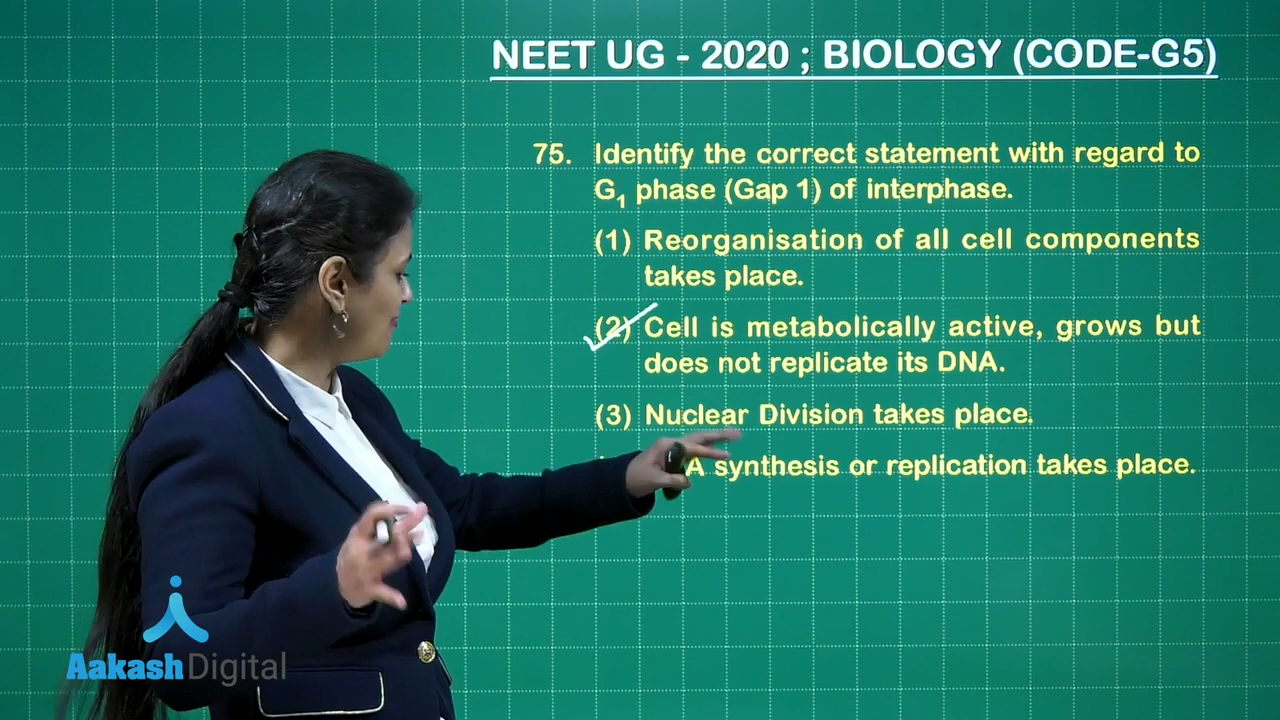 NEET UG - 2020 ; BIOLOGY (CODE-G5)
75. Identify the correct statement with regard to
G₁ phase (Gap 1) of interphase.
(1) Reorganisation of all cell components
takes place.
(2) Cell is metabolically active, grows but
does not replicate its DNA.
(3) Nuclear Division takes place.
synthesis or replication takes place.
Aakash Digital